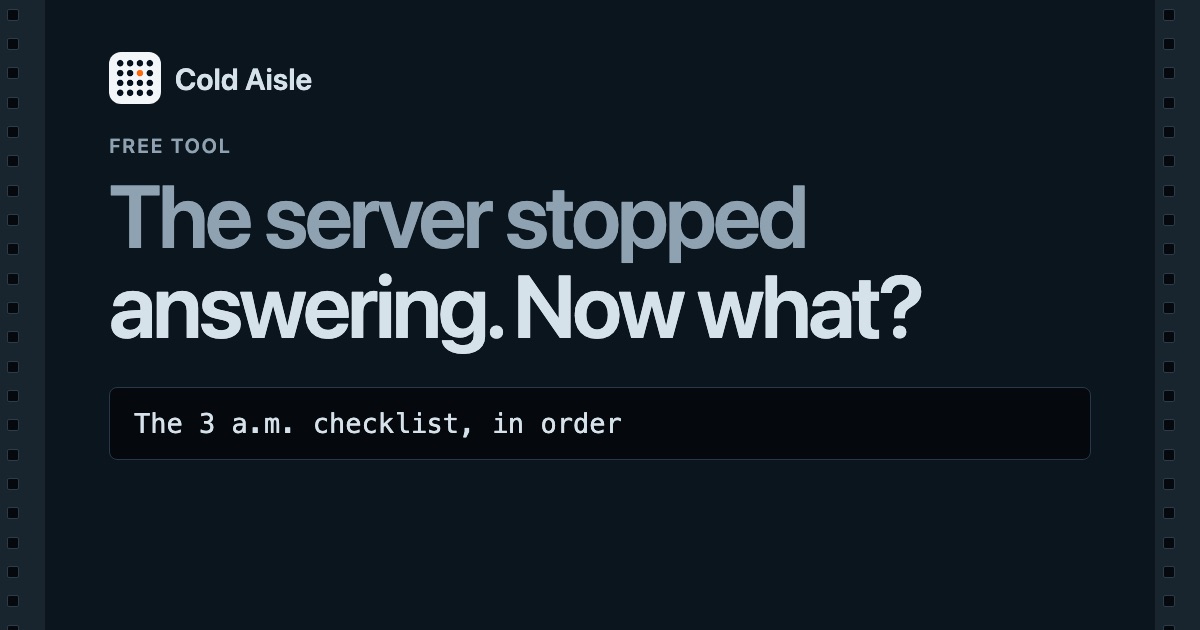 Cold Aisle
FREE TOOL
The server stopped
answering. Now what?
The 3 a.m. checklist, in order